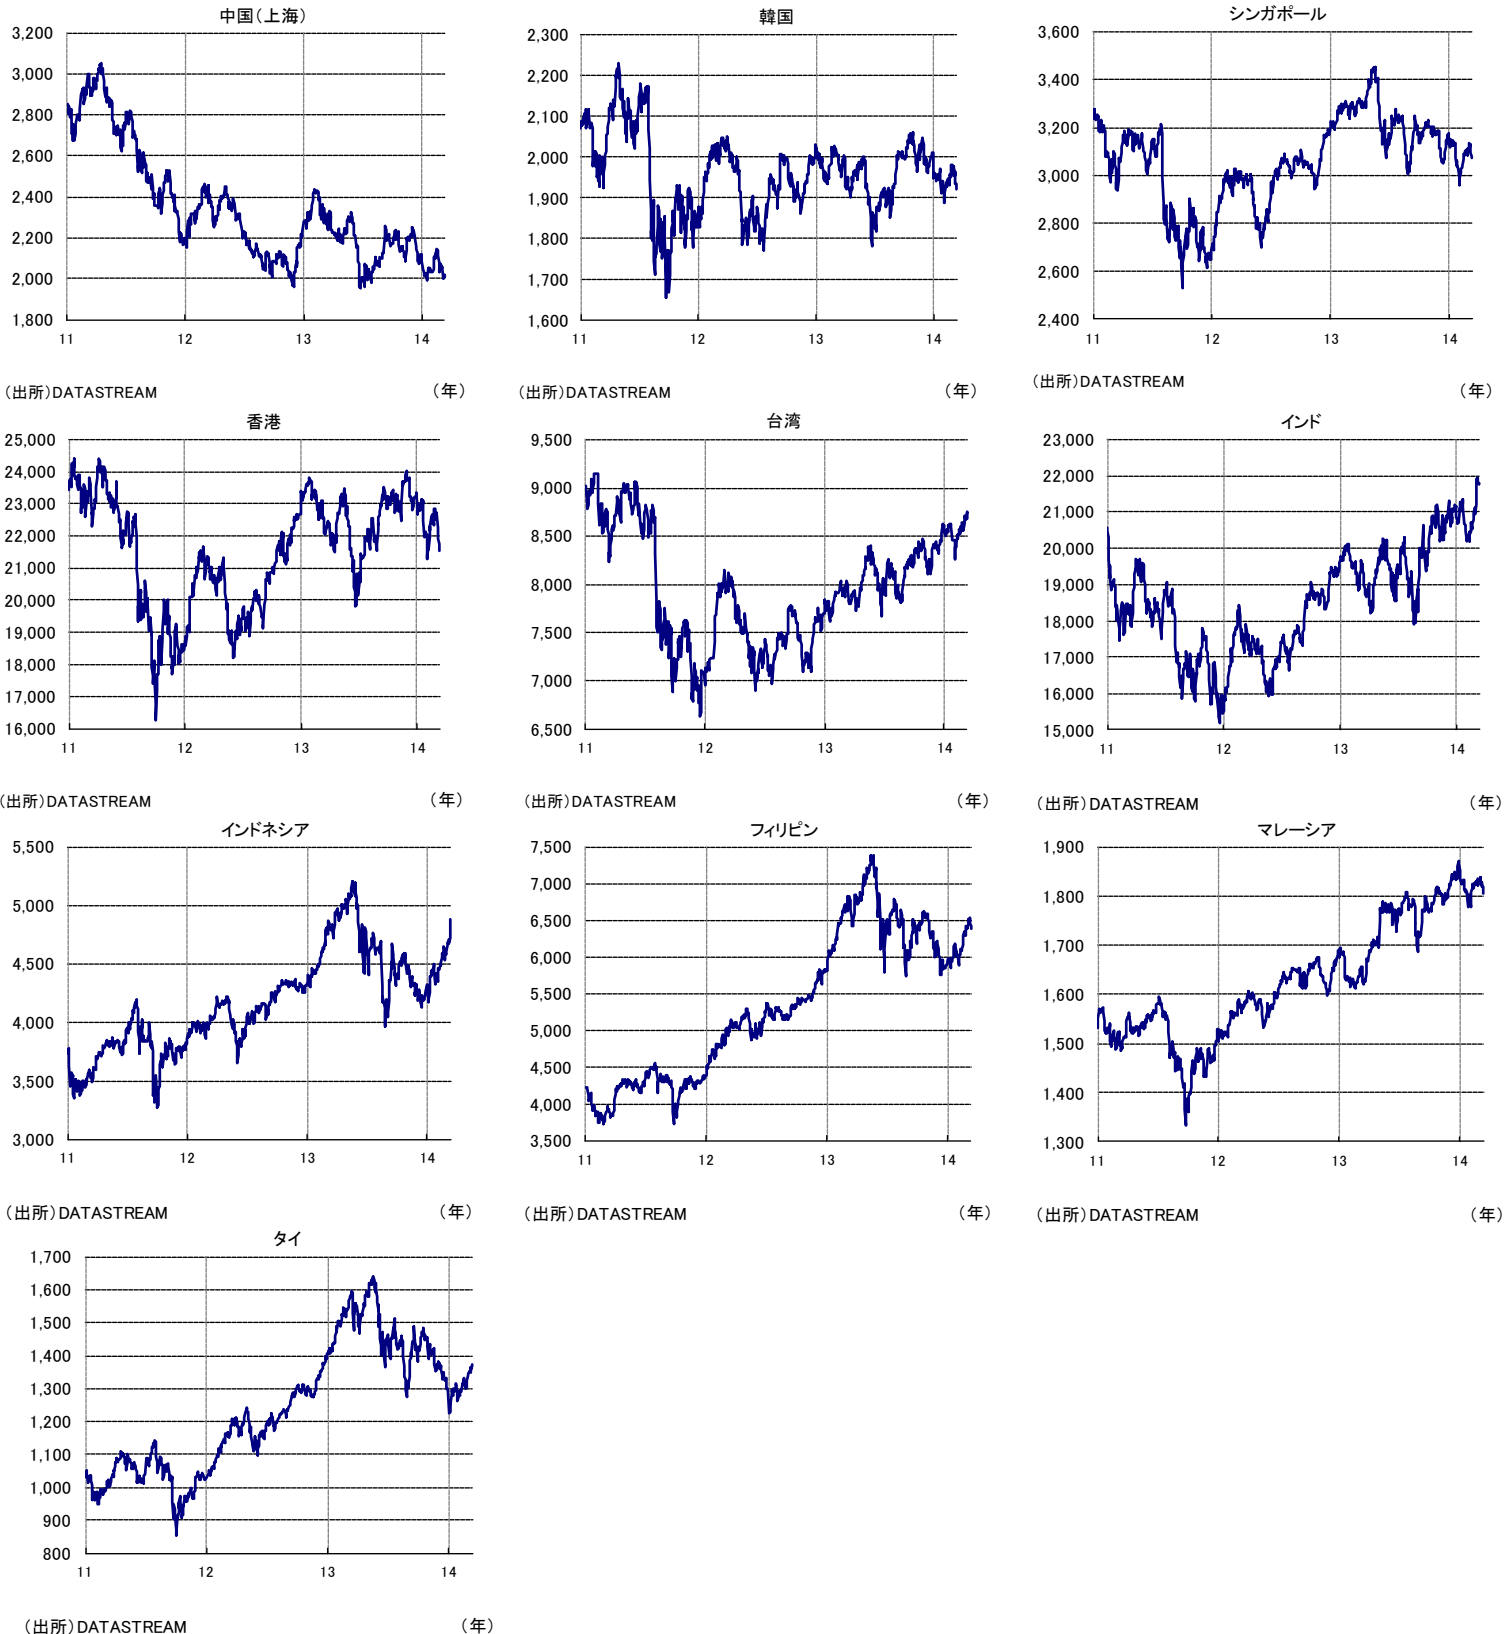 中国（上海）
3,200
3,000
2,800
2,600
2,400
2,200
2,000
1,800
11 12 13 14
（出所）DATASTREAM （年）
韓国
2,300
2,200
2,100
2,000
1,900
1,800
1,700
1,600
11 12 13 14
（出所）DATASTREAM （年）
シンガポール
3,600
3,400
3,200
3,000
2,800
2,600
2,400
11 12 13 14
（出所）DATASTREAM （年）
香港
25,000
24,000
23,000
22,000
21,000
20,000
19,000
18,000
17,000
16,000
11 12 13 14
（出所）DATASTREAM （年）
台湾
9,500
9,000
8,500
8,000
7,500
7,000
6,500
11 12 13 14
（出所）DATASTREAM （年）
インド
23,000
22,000
21,000
20,000
19,000
18,000
17,000
16,000
15,000
11 12 13 14
（出所）DATASTREAM （年）
インドネシア
5,500
5,000
4,500
4,000
3,500
3,000
11 12 13 14
（出所）DATASTREAM （年）
フィリピン
7,500
7,000
6,500
6,000
5,500
5,000
4,500
4,000
3,500
11 12 13 14
（出所）DATASTREAM （年）
マレーシア
1,900
1,800
1,700
1,600
1,500
1,400
1,300
11 12 13 14
（出所）DATASTREAM （年）
タイ
1,700
1,600
1,500
1,400
1,300
1,200
1,100
1,000
900
800
11 12 13 14
（出所）DATASTREAM （年）